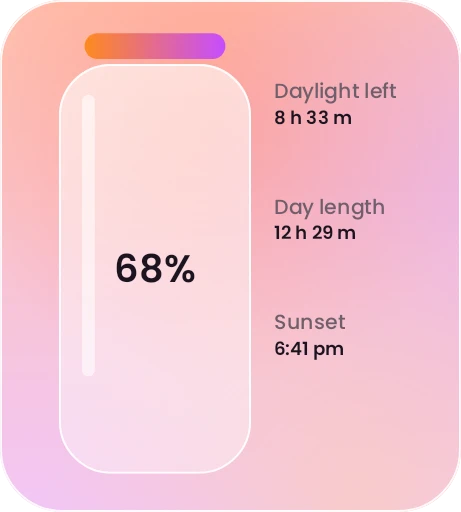 Daylight left
8 h 33 m
Day length
12 h 29 m
68%
Sunset
6:41 pm